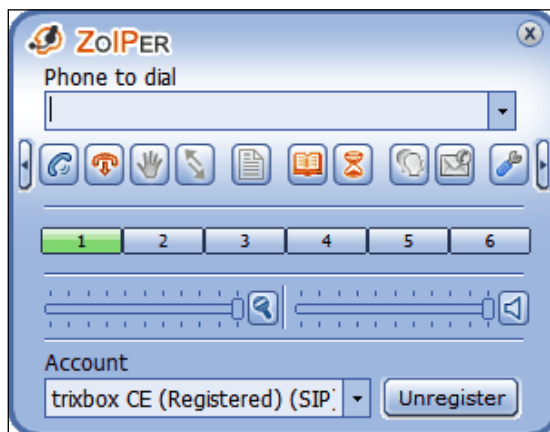 ZoIPer
Phone to dial
1 2 3 4 5 6
Account
trixbox CE (Registered) (SIP) Unregister